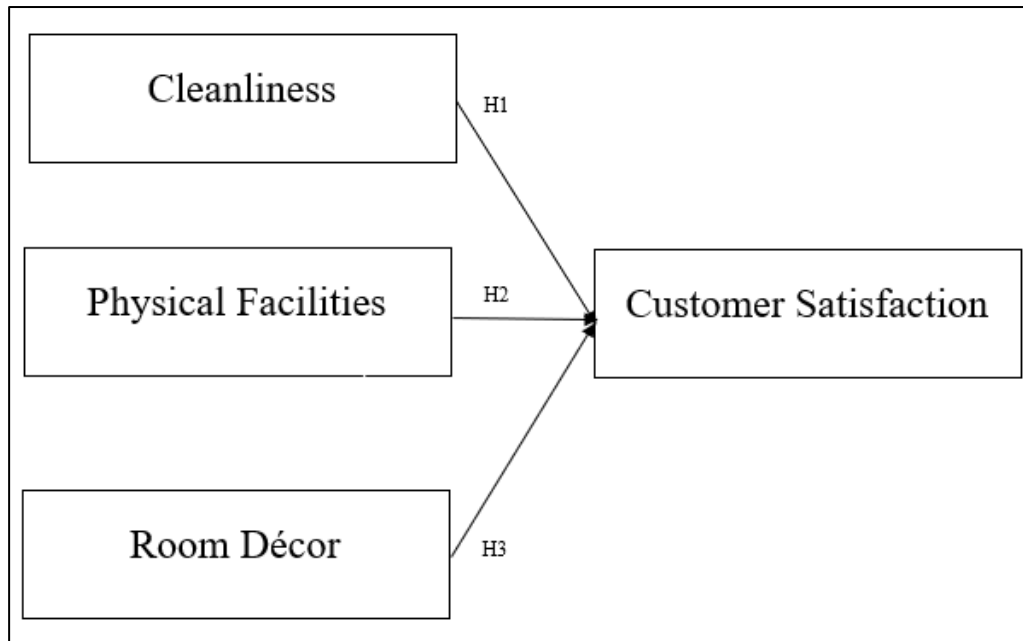 Cleanliness
H1
Physical Facilities
H2
Customer Satisfaction
Room Décor
H3